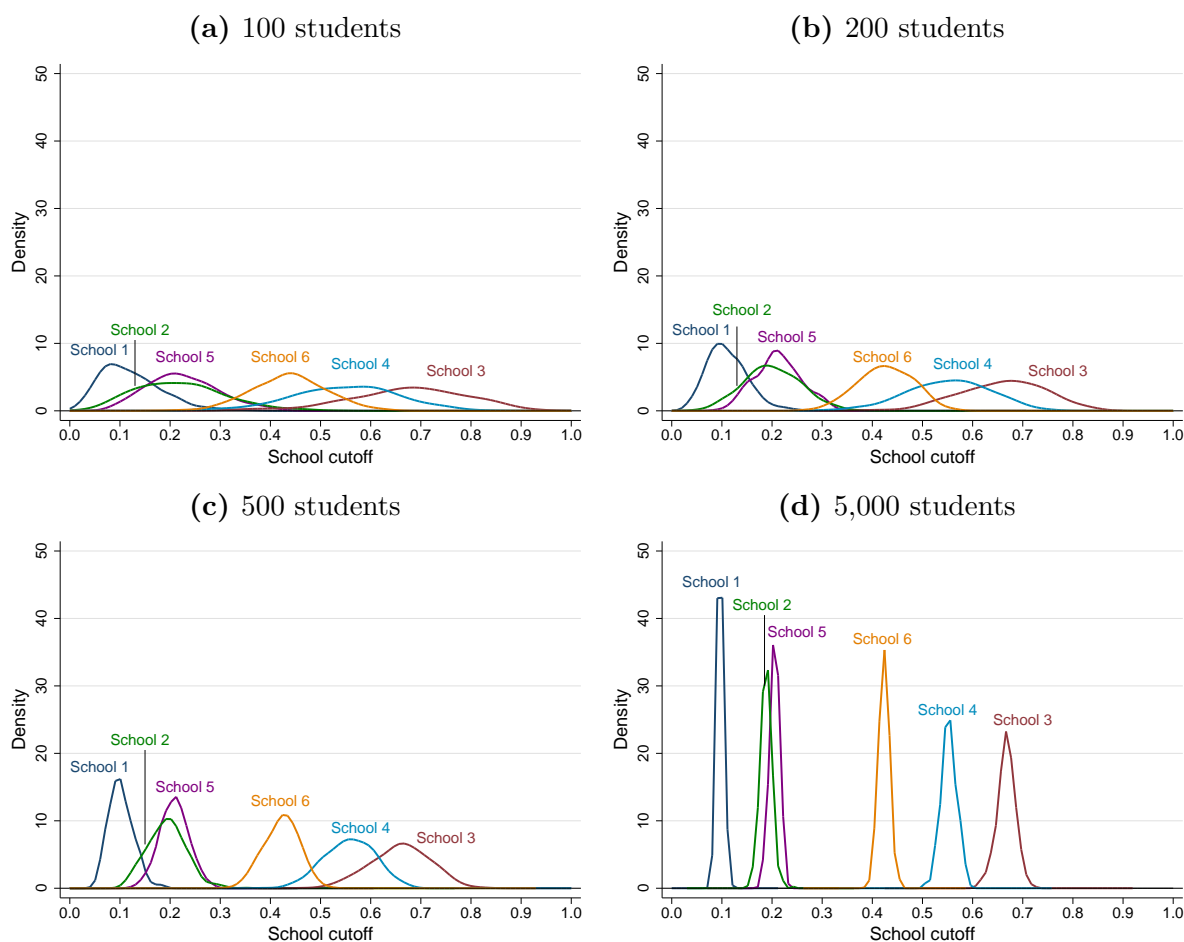 (a) 100 students
50
40
30
20
10
0
Density
School 1
School 2
School 5
School 6
School 4
School 3
0.0 0.1 0.2 0.3 0.4 0.5 0.6 0.7 0.8 0.9 1.0
School cutoff
(b) 200 students
50
40
30
20
10
0
Density
School 1
School 2
School 5
School 6
School 4
School 3
0.0 0.1 0.2 0.3 0.4 0.5 0.6 0.7 0.8 0.9 1.0
School cutoff
(c) 500 students
50
40
30
20
10
0
Density
School 1
School 2
School 5
School 6
School 4
School 3
0.0 0.1 0.2 0.3 0.4 0.5 0.6 0.7 0.8 0.9 1.0
School cutoff
(d) 5,000 students
50
40
30
20
10
0
Density
School 1
School 2
School 5
School 6
School 4
School 3
0.0 0.1 0.2 0.3 0.4 0.5 0.6 0.7 0.8 0.9 1.0
School cutoff